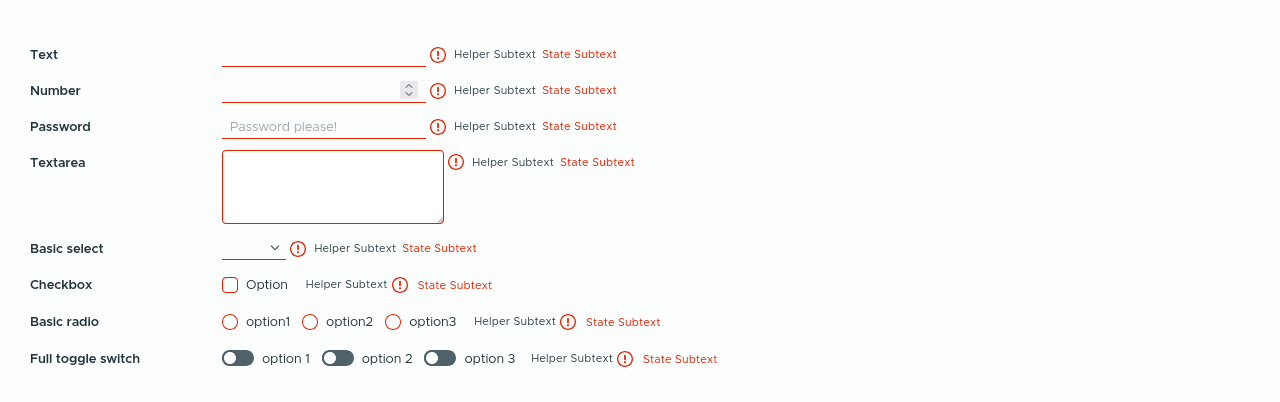 Text Helper Subtext State Subtext
Number Helper Subtext State Subtext
Password Password please! Helper Subtext State Subtext
Textarea Helper Subtext State Subtext
Basic select Helper Subtext State Subtext
Checkbox Option Helper Subtext State Subtext
Basic radio option1 option2 option3 Helper Subtext State Subtext
Full toggle switch option 1 option 2 option 3 Helper Subtext State Subtext